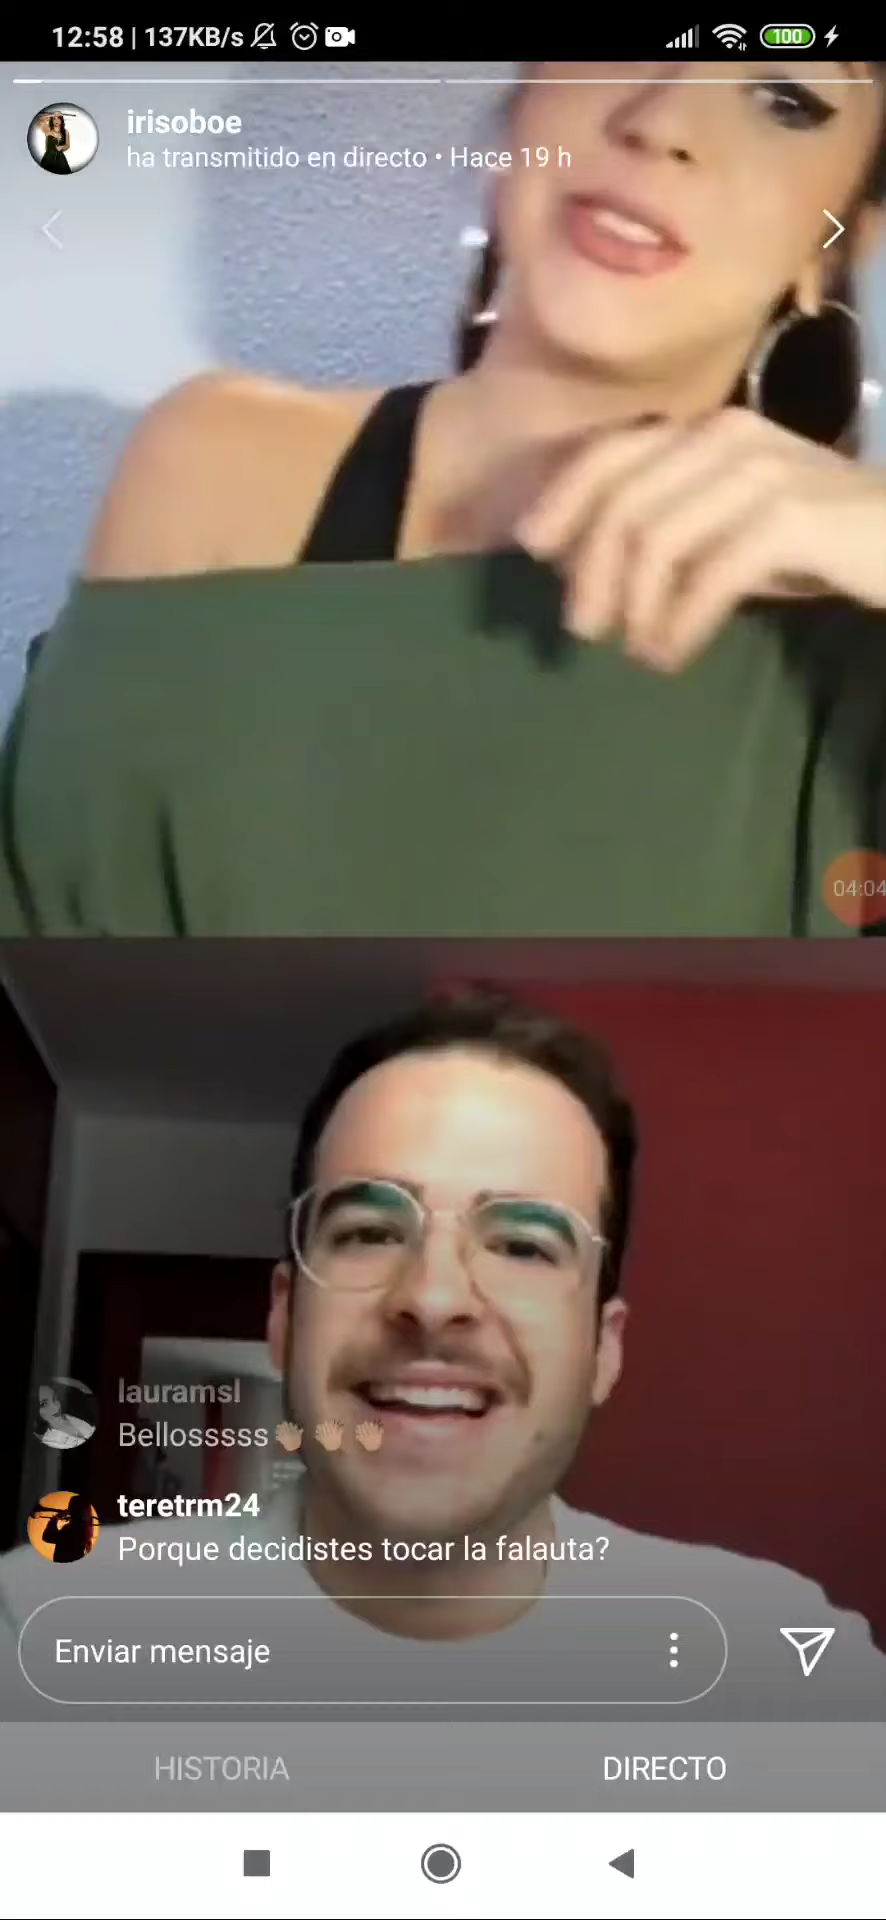 12:58 | 137KB/s
100
irisoboe
ha transmitido en directo • Hace 19 h
04:04
lauramsl
Bellosssss👏🏼👏🏼👏🏼
teretrm24
Porque decidistes tocar la falauta?
Enviar mensaje
HISTORIA
DIRECTO